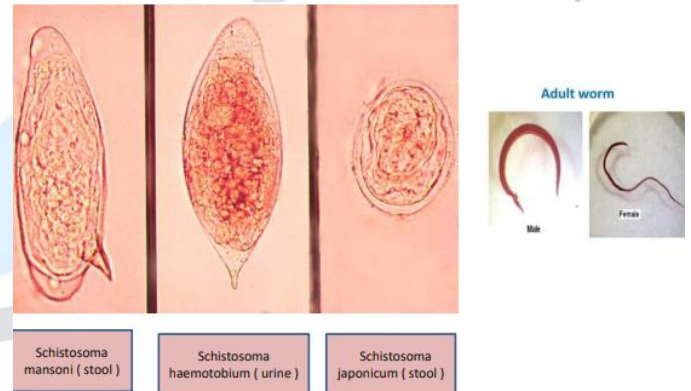 Adult worm
Male
Female
Schistosoma
mansoni ( stool )
Schistosoma
haemotobium ( urine )
Schistosoma
japonicum ( stool )